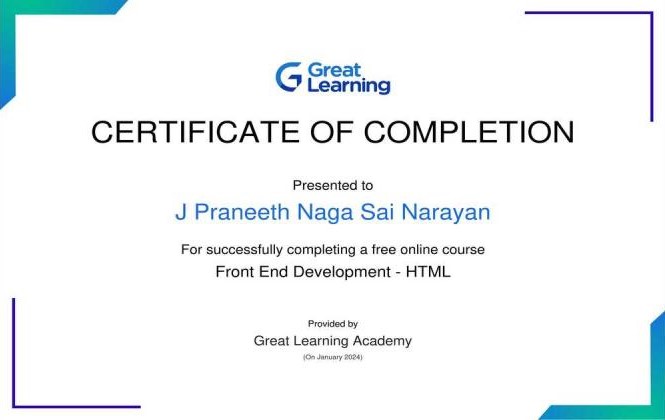 Great
Learning
CERTIFICATE OF COMPLETION
Presented to
J Praneeth Naga Sai Narayan
For successfully completing a free online course
Front End Development - HTML
Provided by
Great Learning Academy
(On January 2024)